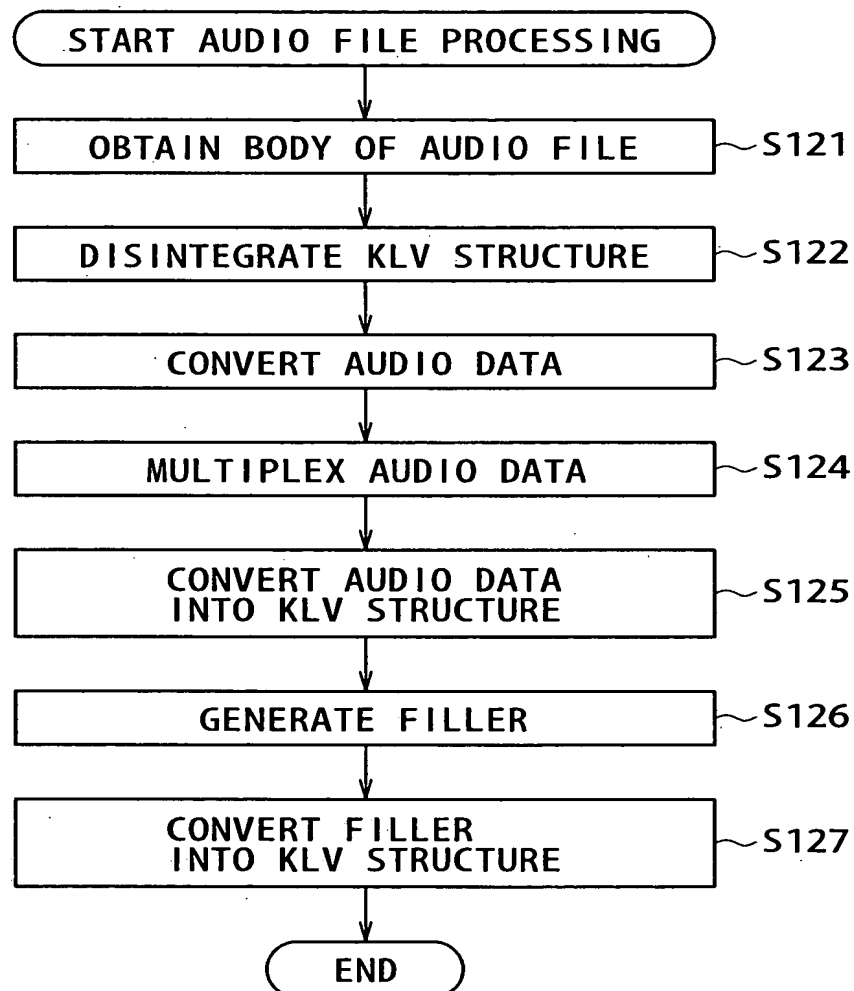 START AUDIO FILE PROCESSING
OBTAIN BODY OF AUDIO FILE
S121
DISINTEGRATE KLV STRUCTURE
S122
CONVERT AUDIO DATA
S123
MULTIPLEX AUDIO DATA
S124
CONVERT AUDIO DATA
INTO KLV STRUCTURE
S125
GENERATE FILLER
S126
CONVERT FILLER
INTO KLV STRUCTURE
S127
END